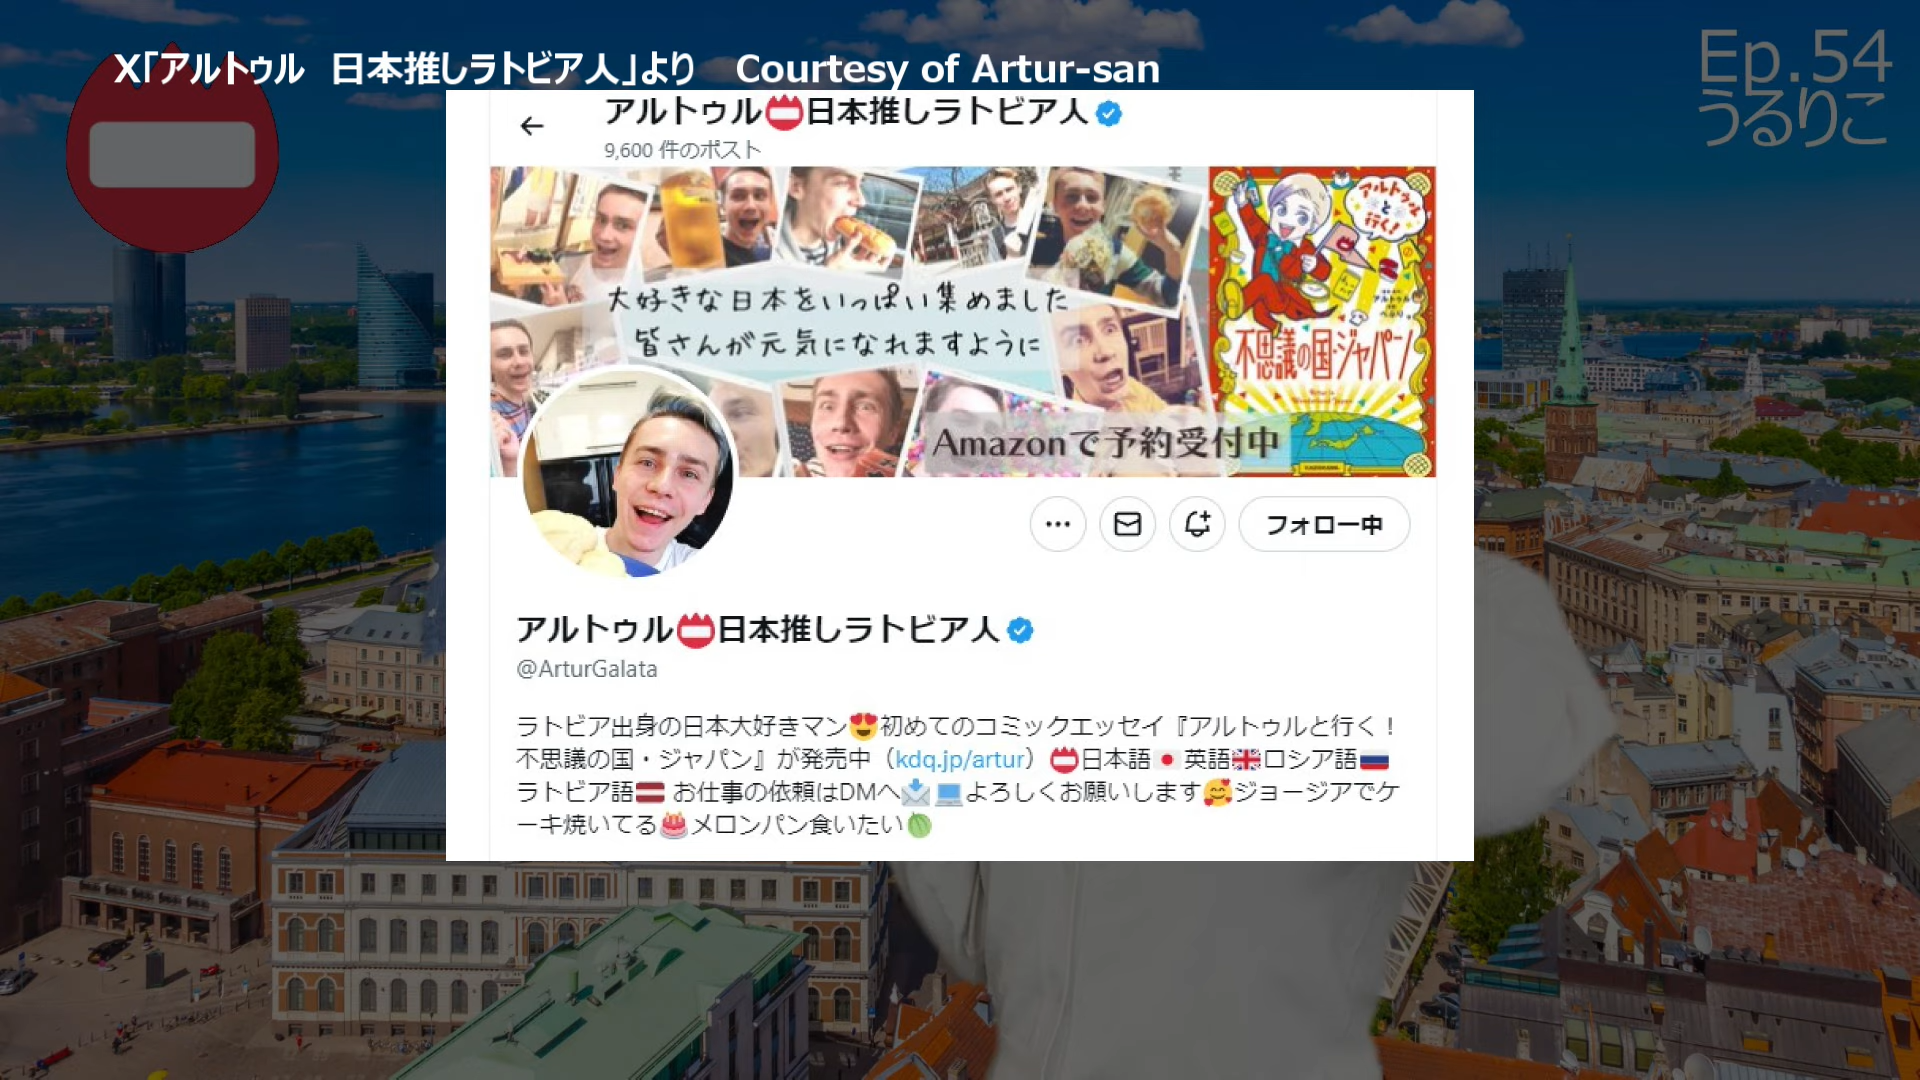 X「アルトゥル 日本推しラトビア人」より Courtesy of Artur-san
Ep.54
うるりこ
アルトゥル📛日本推しラトビア人
9,600 件のポスト
大好きな日本をいっぱい集めました
皆さんが元気になれますように
アルトゥル
と
行く!
不思議の国・ジャパン
Amazonで予約受付中
フォロー中
アルトゥル📛日本推しラトビア人
@ArturGalata
ラトビア出身の日本大好きマン😍初めてのコミックエッセイ『アルトゥルと行く！
不思議の国・ジャパン』が発売中（kdq.jp/artur）📛日本語🇯🇵英語🇬🇧ロシア語🇷🇺
ラトビア語🇱🇻 お仕事の依頼はDMへ📩💻よろしくお願いします🥰ジョージアでケ
ーキ焼いてる🎂メロンパン食いたい🍈